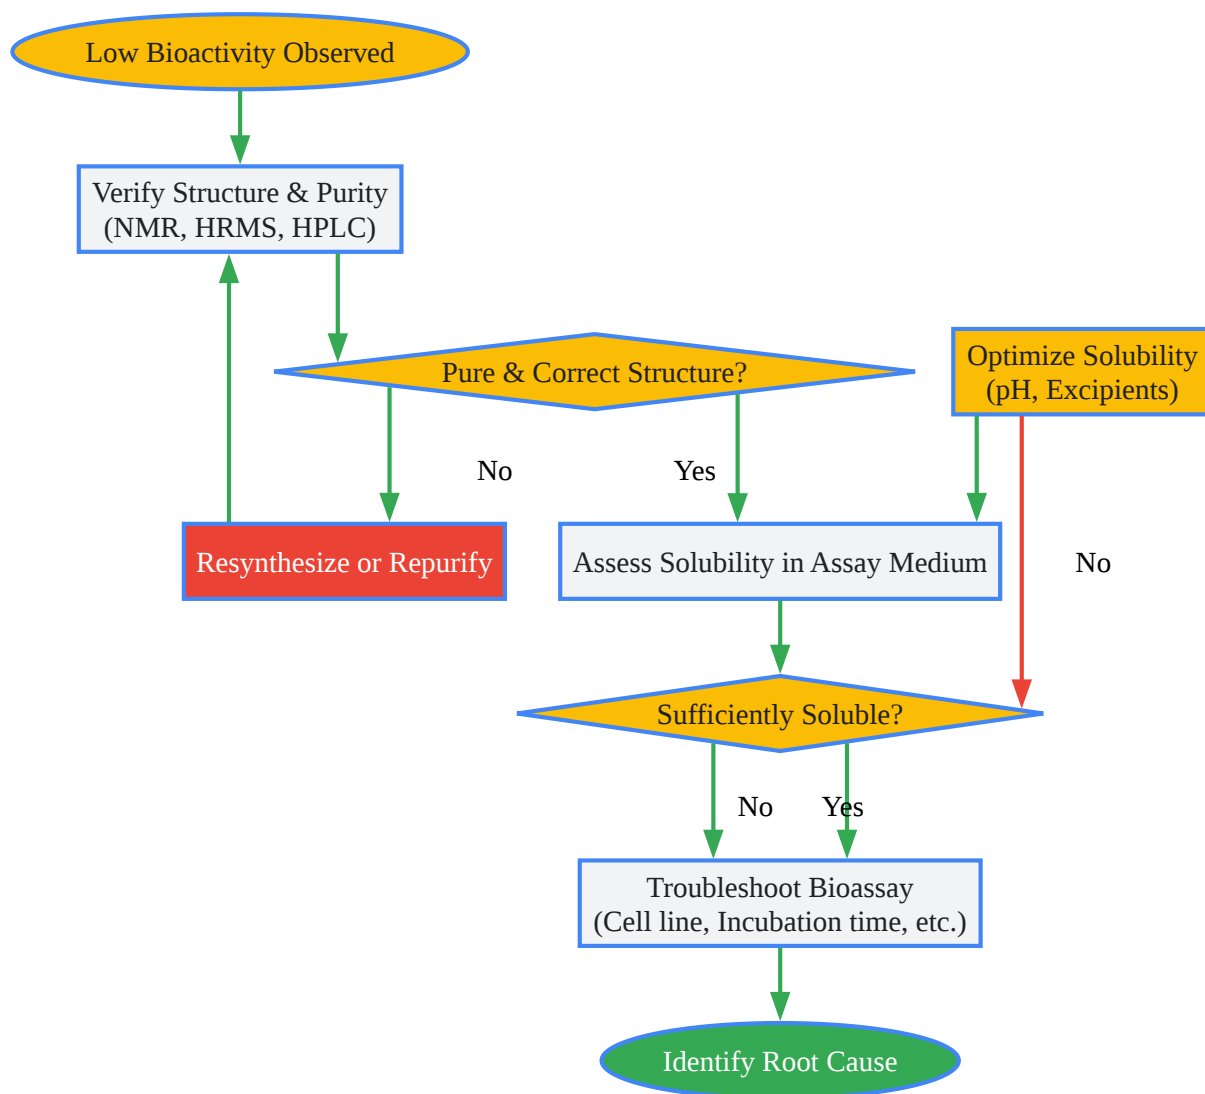 Low Bioactivity Observed
Verify Structure & Purity
(NMR, HRMS, HPLC)
Pure & Correct Structure?
Optimize Solubility
(pH, Excipients)
No
Yes
Resynthesize or Repurify
Assess Solubility in Assay Medium
No
Sufficiently Soluble?
No
Yes
Troubleshoot Bioassay
(Cell line, Incubation time, etc.)
Identify Root Cause